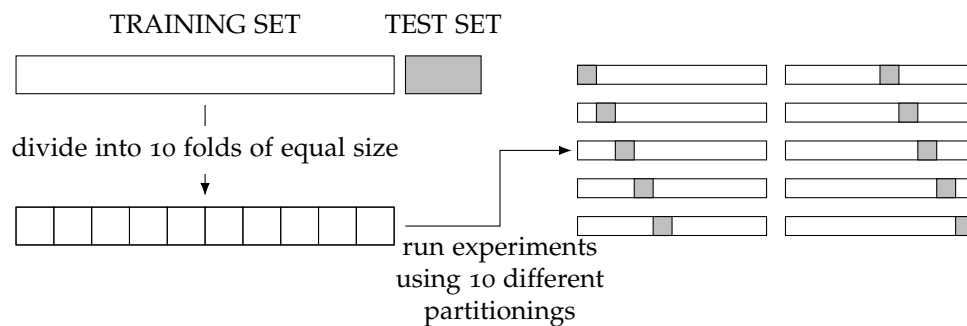 TRAINING SET
TEST SET
divide into 10 folds of equal size
run experiments
using 10 different
partitionings